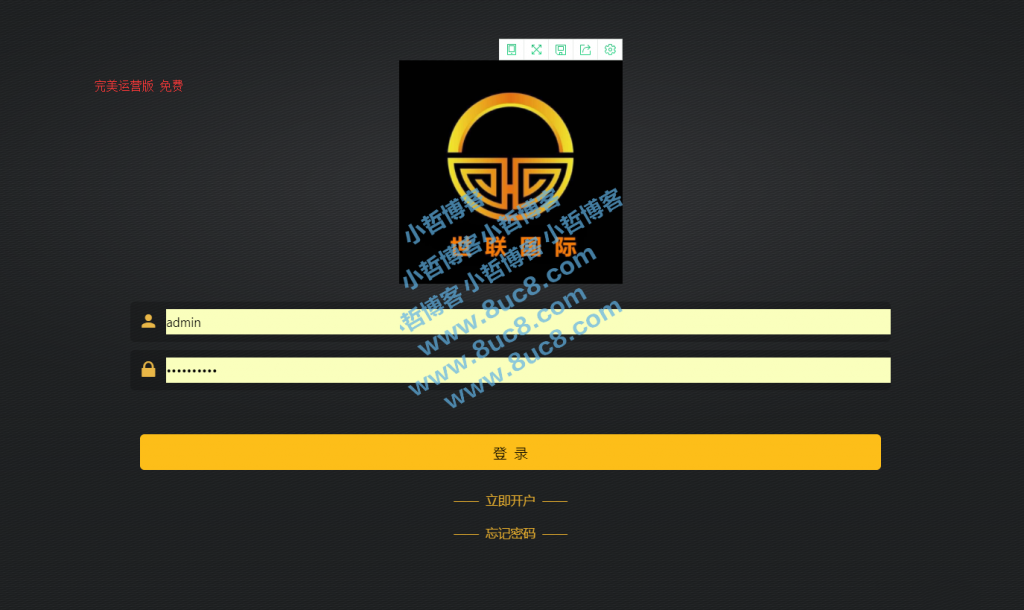 完美运营版 免费
世联国际
小哲博客
小哲博客小哲博客
小哲博客小哲博客
哲博客
www.8uc8.com
www.8uc8.com
www.8uc8.com
admin
••••••••••
登 录
立即开户
忘记密码